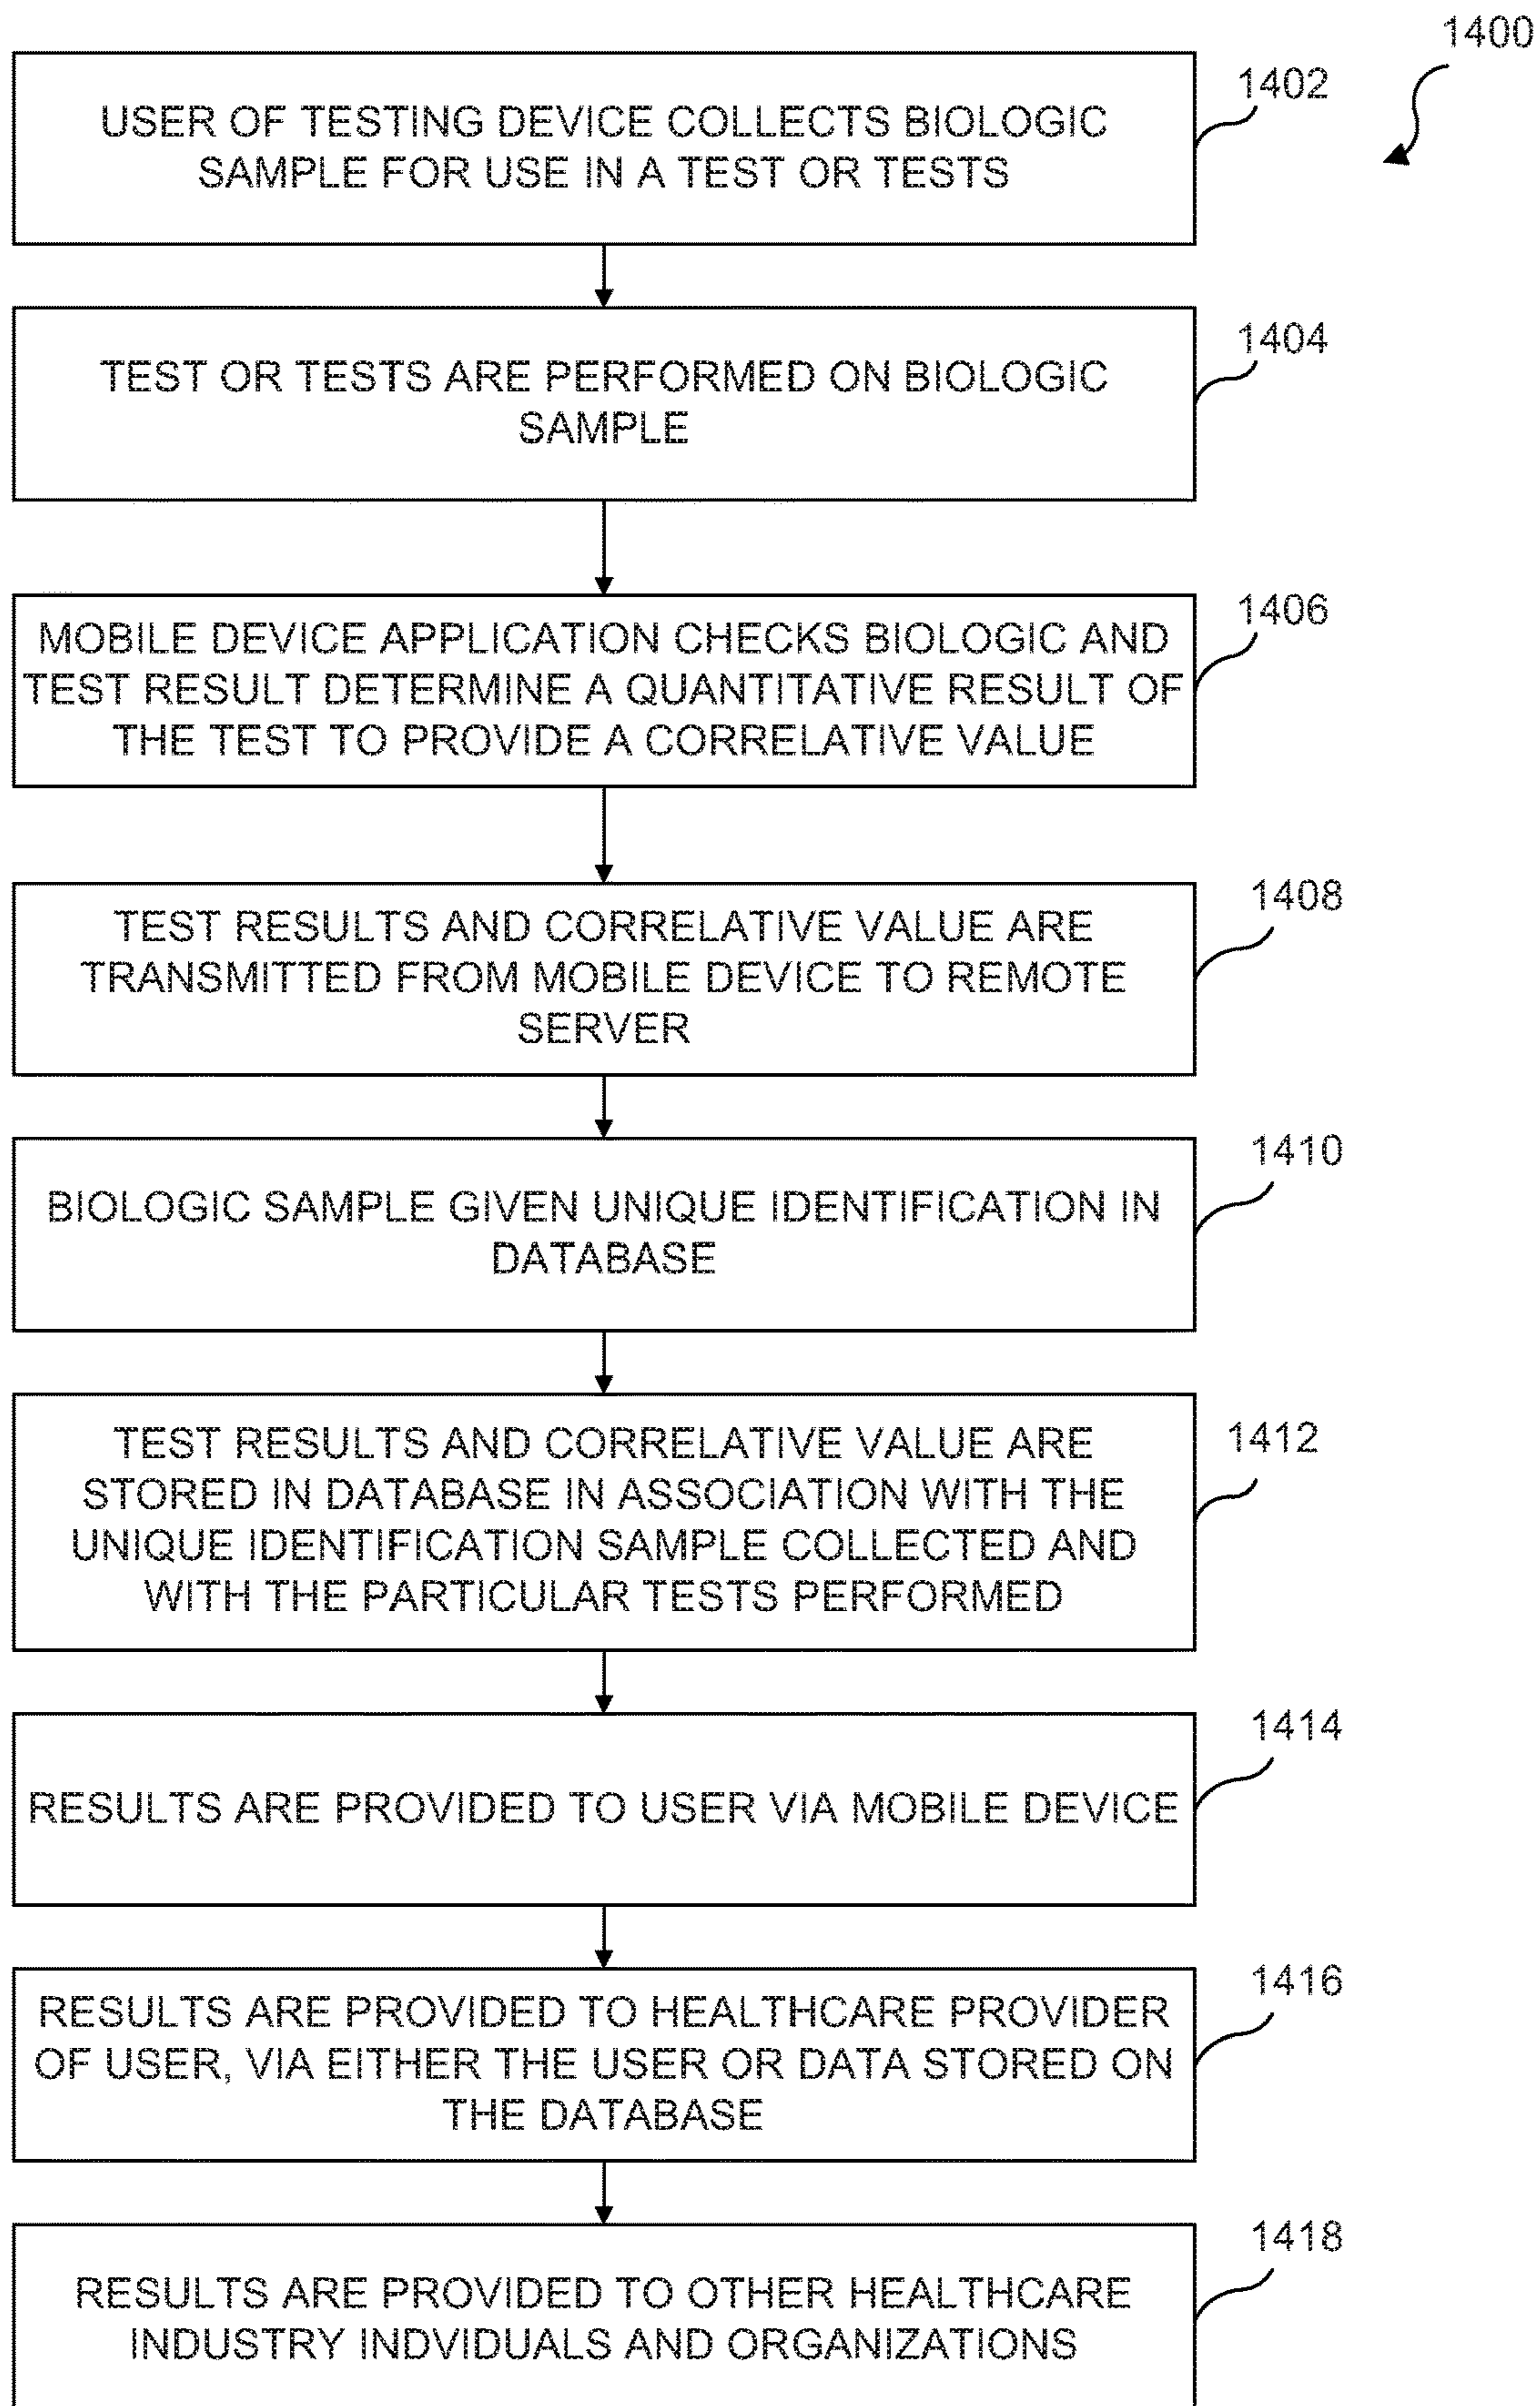 1400
1402
USER OF TESTING DEVICE COLLECTS BIOLOGIC
SAMPLE FOR USE IN A TEST OR TESTS
1404
TEST OR TESTS ARE PERFORMED ON BIOLOGIC
SAMPLE
1406
MOBILE DEVICE APPLICATION CHECKS BIOLOGIC AND
TEST RESULT DETERMINE A QUANTITATIVE RESULT OF
THE TEST TO PROVIDE A CORRELATIVE VALUE
1408
TEST RESULTS AND CORRELATIVE VALUE ARE
TRANSMITTED FROM MOBILE DEVICE TO REMOTE
SERVER
1410
BIOLOGIC SAMPLE GIVEN UNIQUE IDENTIFICATION IN
DATABASE
1412
TEST RESULTS AND CORRELATIVE VALUE ARE
STORED IN DATABASE IN ASSOCIATION WITH THE
UNIQUE IDENTIFICATION SAMPLE COLLECTED AND
WITH THE PARTICULAR TESTS PERFORMED
1414
RESULTS ARE PROVIDED TO USER VIA MOBILE DEVICE
1416
RESULTS ARE PROVIDED TO HEALTHCARE PROVIDER
OF USER, VIA EITHER THE USER OR DATA STORED ON
THE DATABASE
1418
RESULTS ARE PROVIDED TO OTHER HEALTHCARE
INDUSTRY INDVIDUALS AND ORGANIZATIONS